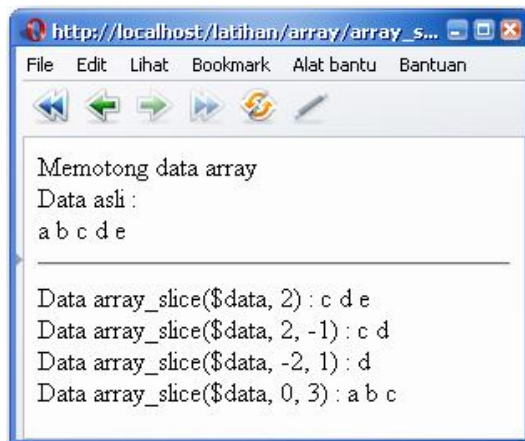 http://localhost/latihan/array/array_s...
File Edit Lihat Bookmark Alat bantu Bantuan
Memotong data array
Data asli :
a b c d e
Data array_slice($data, 2) : c d e
Data array_slice($data, 2, -1) : c d
Data array_slice($data, -2, 1) : d
Data array_slice($data, 0, 3) : a b c